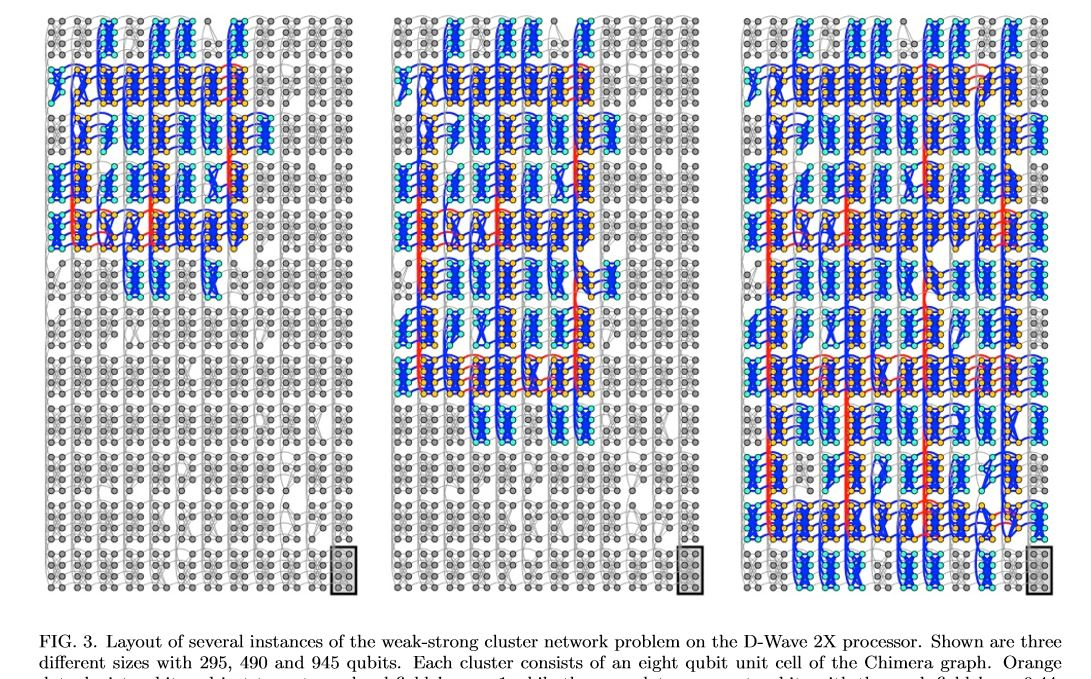 FIG. 3. Layout of several instances of the weak-strong cluster network problem on the D-Wave 2X processor. Shown are three
different sizes with 295, 490 and 945 qubits. Each cluster consists of an eight qubit unit cell of the Chimera graph. Orange